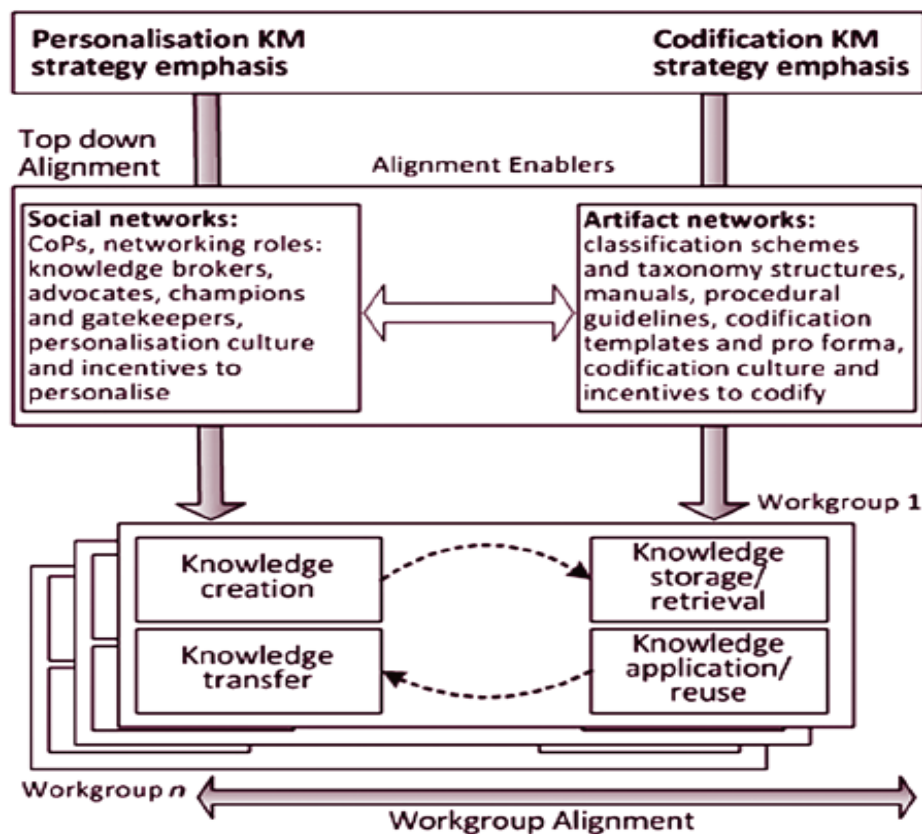 Personalisation KM
strategy emphasis
Codification KM
strategy emphasis
Top down
Alignment
Alignment Enablers
Social networks:
CoPs, networking roles:
knowledge brokers,
advocates, champions
and gatekeepers,
personalisation culture
and incentives to
personalise
Artifact networks:
classification schemes
and taxonomy structures,
manuals, procedural
guidelines, codification
templates and pro forma,
codification culture and
incentives to codify
Workgroup 1
Knowledge
creation
Knowledge
storage/
retrieval
Knowledge
transfer
Knowledge
application/
reuse
Workgroup n
Workgroup Alignment